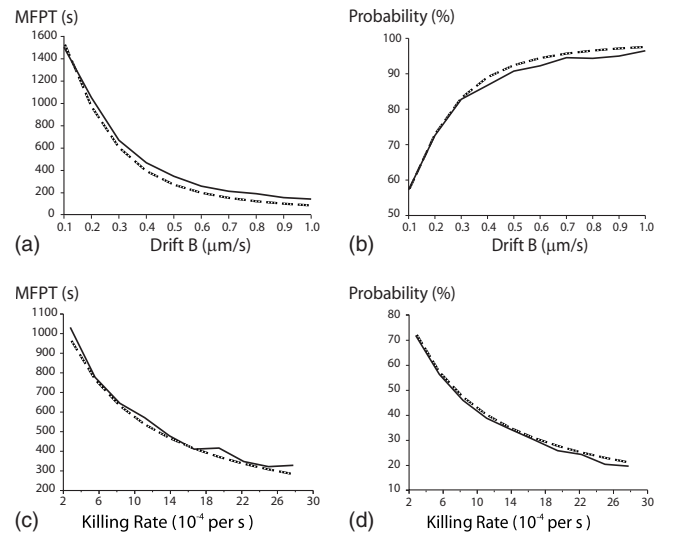 MFPT (s)
1600
1400
1200
1000
800
600
400
200
0
0.1 0.2 0.3 0.4 0.5 0.6 0.7 0.8 0.9 1.0
(a) Drift B (μm/s)
Probability (%)
100
90
80
70
60
50
0.1 0.2 0.3 0.4 0.5 0.6 0.7 0.8 0.9 1.0
(b) Drift B (μm/s)
MFPT (s)
1100
1000
900
800
700
600
500
400
300
200
2 6 10 14 18 22 26 30
(c) Killing Rate (10⁻⁴ per s )
Probability (%)
80
70
60
50
40
30
20
10
2 6 10 14 18 22 26 30
(d) Killing Rate (10⁻⁴ per s )